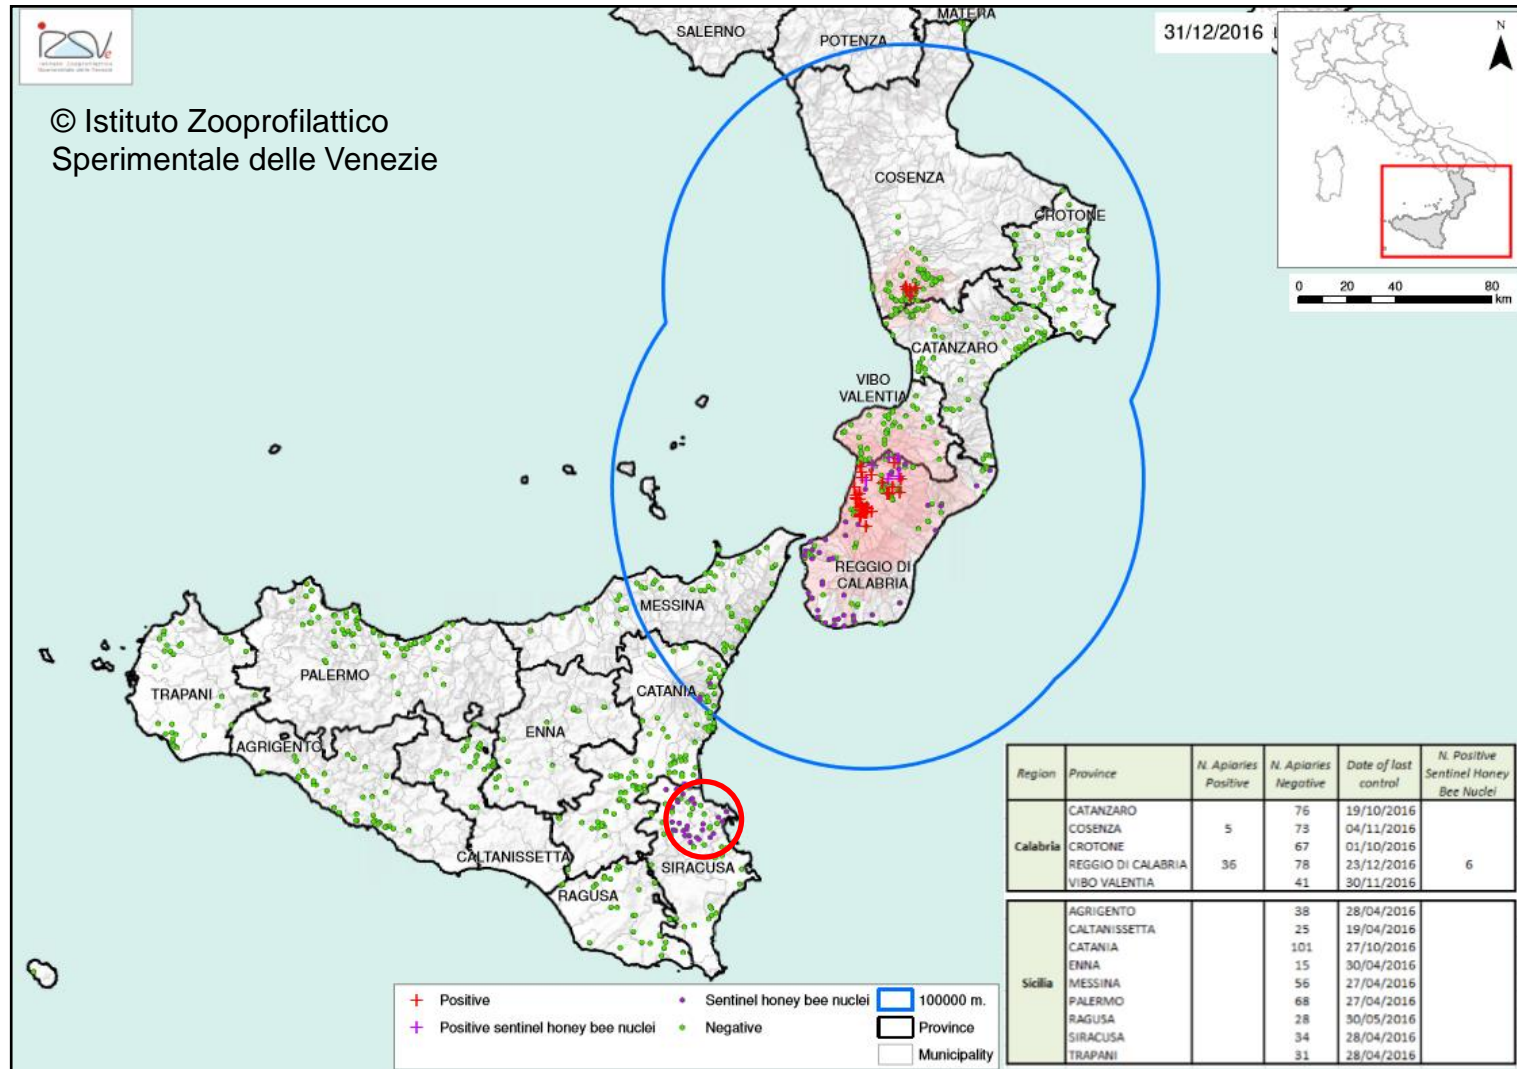 IZSVe
Istituto Zooprofilattico
Sperimentale delle Venezie
© Istituto Zooprofilattico
Sperimentale delle Venezie
31/12/2016
N
0 20 40 80
km
SALERNO
POTENZA
MATERA
COSENZA
CROTONE
CATANZARO
VIBO
VALENTIA
REGGIO DI
CALABRIA
MESSINA
PALERMO
TRAPANI
CATANIA
ENNA
AGRIGENTO
CALTANISSETTA
SIRACUSA
RAGUSA
Region Province N. Apiaries Positive N. Apiaries Negative Date of last control N. Positive Sentinel Honey Bee Nuclei
Calabria
CATANZARO 76 19/10/2016
COSENZA 5 73 04/11/2016
CROTONE 67 01/10/2016
REGGIO DI CALABRIA 36 78 23/12/2016 6
VIBO VALENTIA 41 30/11/2016
Sicilia
AGRIGENTO 38 28/04/2016
CALTANISSETTA 25 19/04/2016
CATANIA 101 27/10/2016
ENNA 15 30/04/2016
MESSINA 56 27/04/2016
PALERMO 68 27/04/2016
RAGUSA 28 30/05/2016
SIRACUSA 34 28/04/2016
TRAPANI 31 28/04/2016
Positive
Sentinel honey bee nuclei
100000 m.
Positive sentinel honey bee nuclei
Negative
Province
Municipality